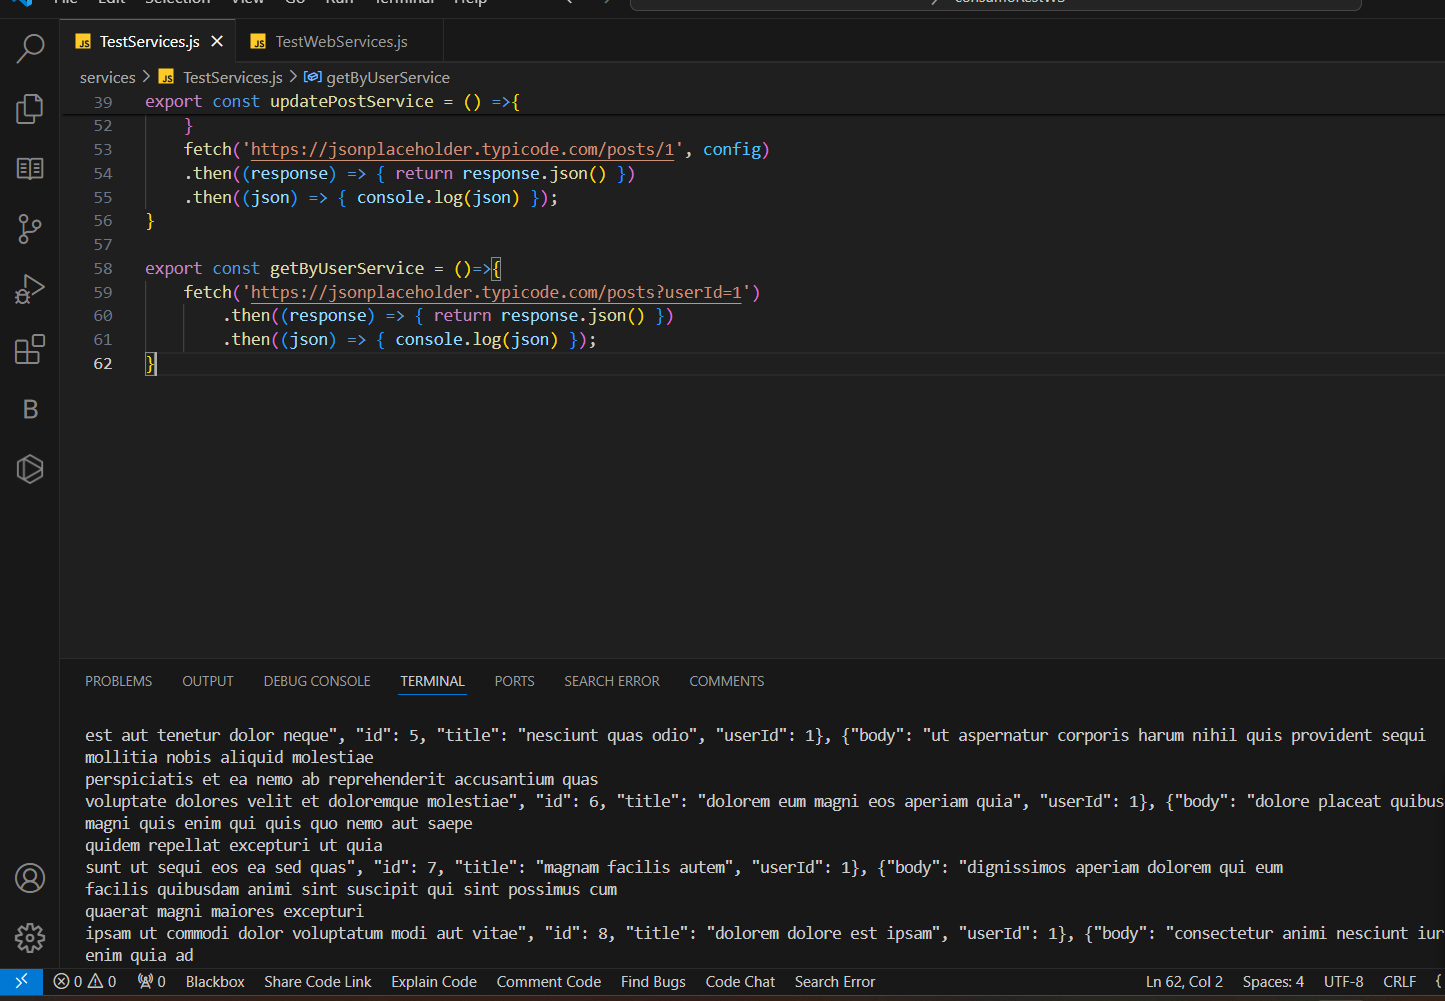 File Edit Selection View Go Run Terminal Help
consumoRestWS
JS TestServices.js
JS TestWebServices.js
services > JS TestServices.js > getByUserService
39 export const updatePostService = () =>{
52 }
53 fetch('https://jsonplaceholder.typicode.com/posts/1', config)
54 .then((response) => { return response.json() })
55 .then((json) => { console.log(json) });
56 }
57
58 export const getByUserService = ()=>{
59 fetch('https://jsonplaceholder.typicode.com/posts?userId=1')
60 .then((response) => { return response.json() })
61 .then((json) => { console.log(json) });
62 }
B
PROBLEMS OUTPUT DEBUG CONSOLE TERMINAL PORTS SEARCH ERROR COMMENTS
est aut tenetur dolor neque", "id": 5, "title": "nesciunt quas odio", "userId": 1}, {"body": "ut aspernatur corporis harum nihil quis provident sequi
mollitia nobis aliquid molestiae
perspiciatis et ea nemo ab reprehenderit accusantium quas
voluptate dolores velit et doloremque molestiae", "id": 6, "title": "dolorem eum magni eos aperiam quia", "userId": 1}, {"body": "dolore placeat quibus
magni quis enim qui quis quo nemo aut saepe
quidem repellat excepturi ut quia
sunt ut sequi eos ea sed quas", "id": 7, "title": "magnam facilis autem", "userId": 1}, {"body": "dignissimos aperiam dolorem qui eum
facilis quibusdam animi sint suscipit qui sint possimus cum
quaerat magni maiores excepturi
ipsam ut commodi dolor voluptatum modi aut vitae", "id": 8, "title": "dolorem dolore est ipsam", "userId": 1}, {"body": "consectetur animi nesciunt iur
enim quia ad
0 0 0 Blackbox Share Code Link Explain Code Comment Code Find Bugs Code Chat Search Error Ln 62, Col 2 Spaces: 4 UTF-8 CRLF {